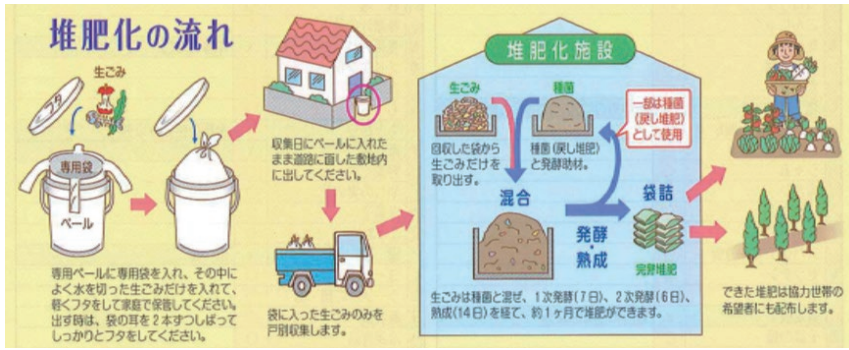 堆肥化の流れ
生ごみ
フタ
専用袋
ペール
専用ペールに専用袋を入れ、その中に
よく水を切った生ごみだけを入れて、
軽くフタをして家庭で保管してください。
出す時は、袋の耳を2本ずつしばって
しっかりとフタをしてください。
収集日にペールに入れた
まま道路に面した敷地内
に出してください。
袋に入った生ごみのみを
戸別収集します。
堆肥化施設
生ごみ
回収した袋から
生ごみだけを
取り出す。
種菌
種菌(戻し堆肥)
と発酵助材。
一部は種菌
(戻し堆肥)
として使用
混合
発酵・
熟成
袋詰
完熟堆肥
生ごみは種菌と混ぜ、1次発酵(7日)、2次発酵(6日)、
熟成(14日)を経て、約1ヶ月で堆肥ができます。
できた堆肥は協力世帯の
希望者にも配布します。